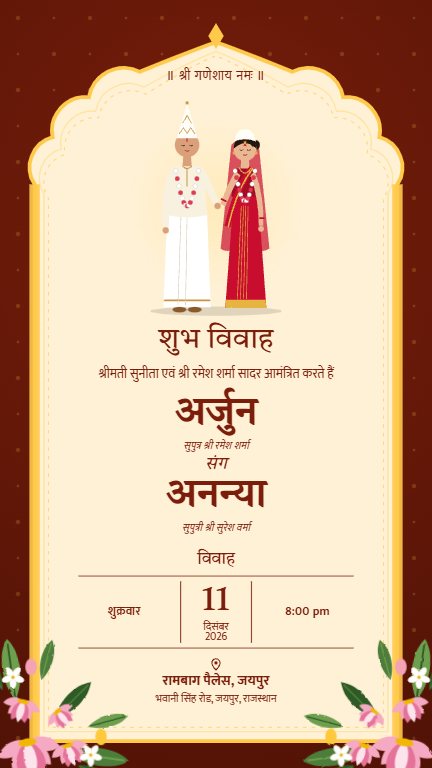 ॥ श्री गणेशाय नमः ॥
शुभ विवाह
श्रीमती सुनीता एवं श्री रमेश शर्मा सादर आमंत्रित करते हैं
अर्जुन
सुपुत्र श्री रमेश शर्मा
संग
अनन्या
सुपुत्री श्री सुरेश वर्मा
विवाह
शुक्रवार
11
दिसंबर
2026
8:00 pm
रामबाग पैलेस, जयपुर
भवानी सिंह रोड, जयपुर, राजस्थान